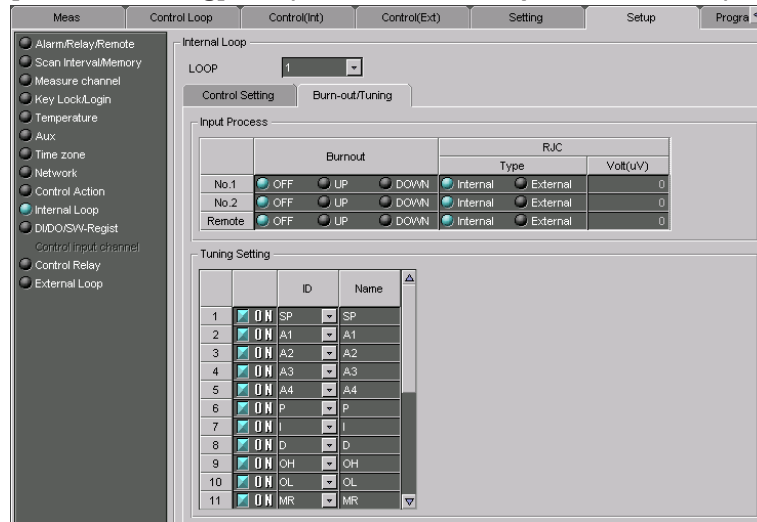 Meas Control Loop Control(Int) Control(Ext) Setting Setup Progra
Alarm/Relay/Remote
Scan Interval/Memory
Measure channel
Key Lock/Login
Temperature
Aux
Time zone
Network
Control Action
Internal Loop
DI/DO/SW-Regist
Control input channel
Control Relay
External Loop
Internal Loop
LOOP 1
Control Setting Burn-out/Tuning
Input Process
Burnout RJC
Type Volt(uV)
No.1 OFF UP DOWN Internal External 0
No.2 OFF UP DOWN Internal External 0
Remote OFF UP DOWN Internal External 0
Tuning Setting
ID Name
1 ON SP SP
2 ON A1 A1
3 ON A2 A2
4 ON A3 A3
5 ON A4 A4
6 ON P P
7 ON I I
8 ON D D
9 ON OH OH
10 ON OL OL
11 ON MR MR